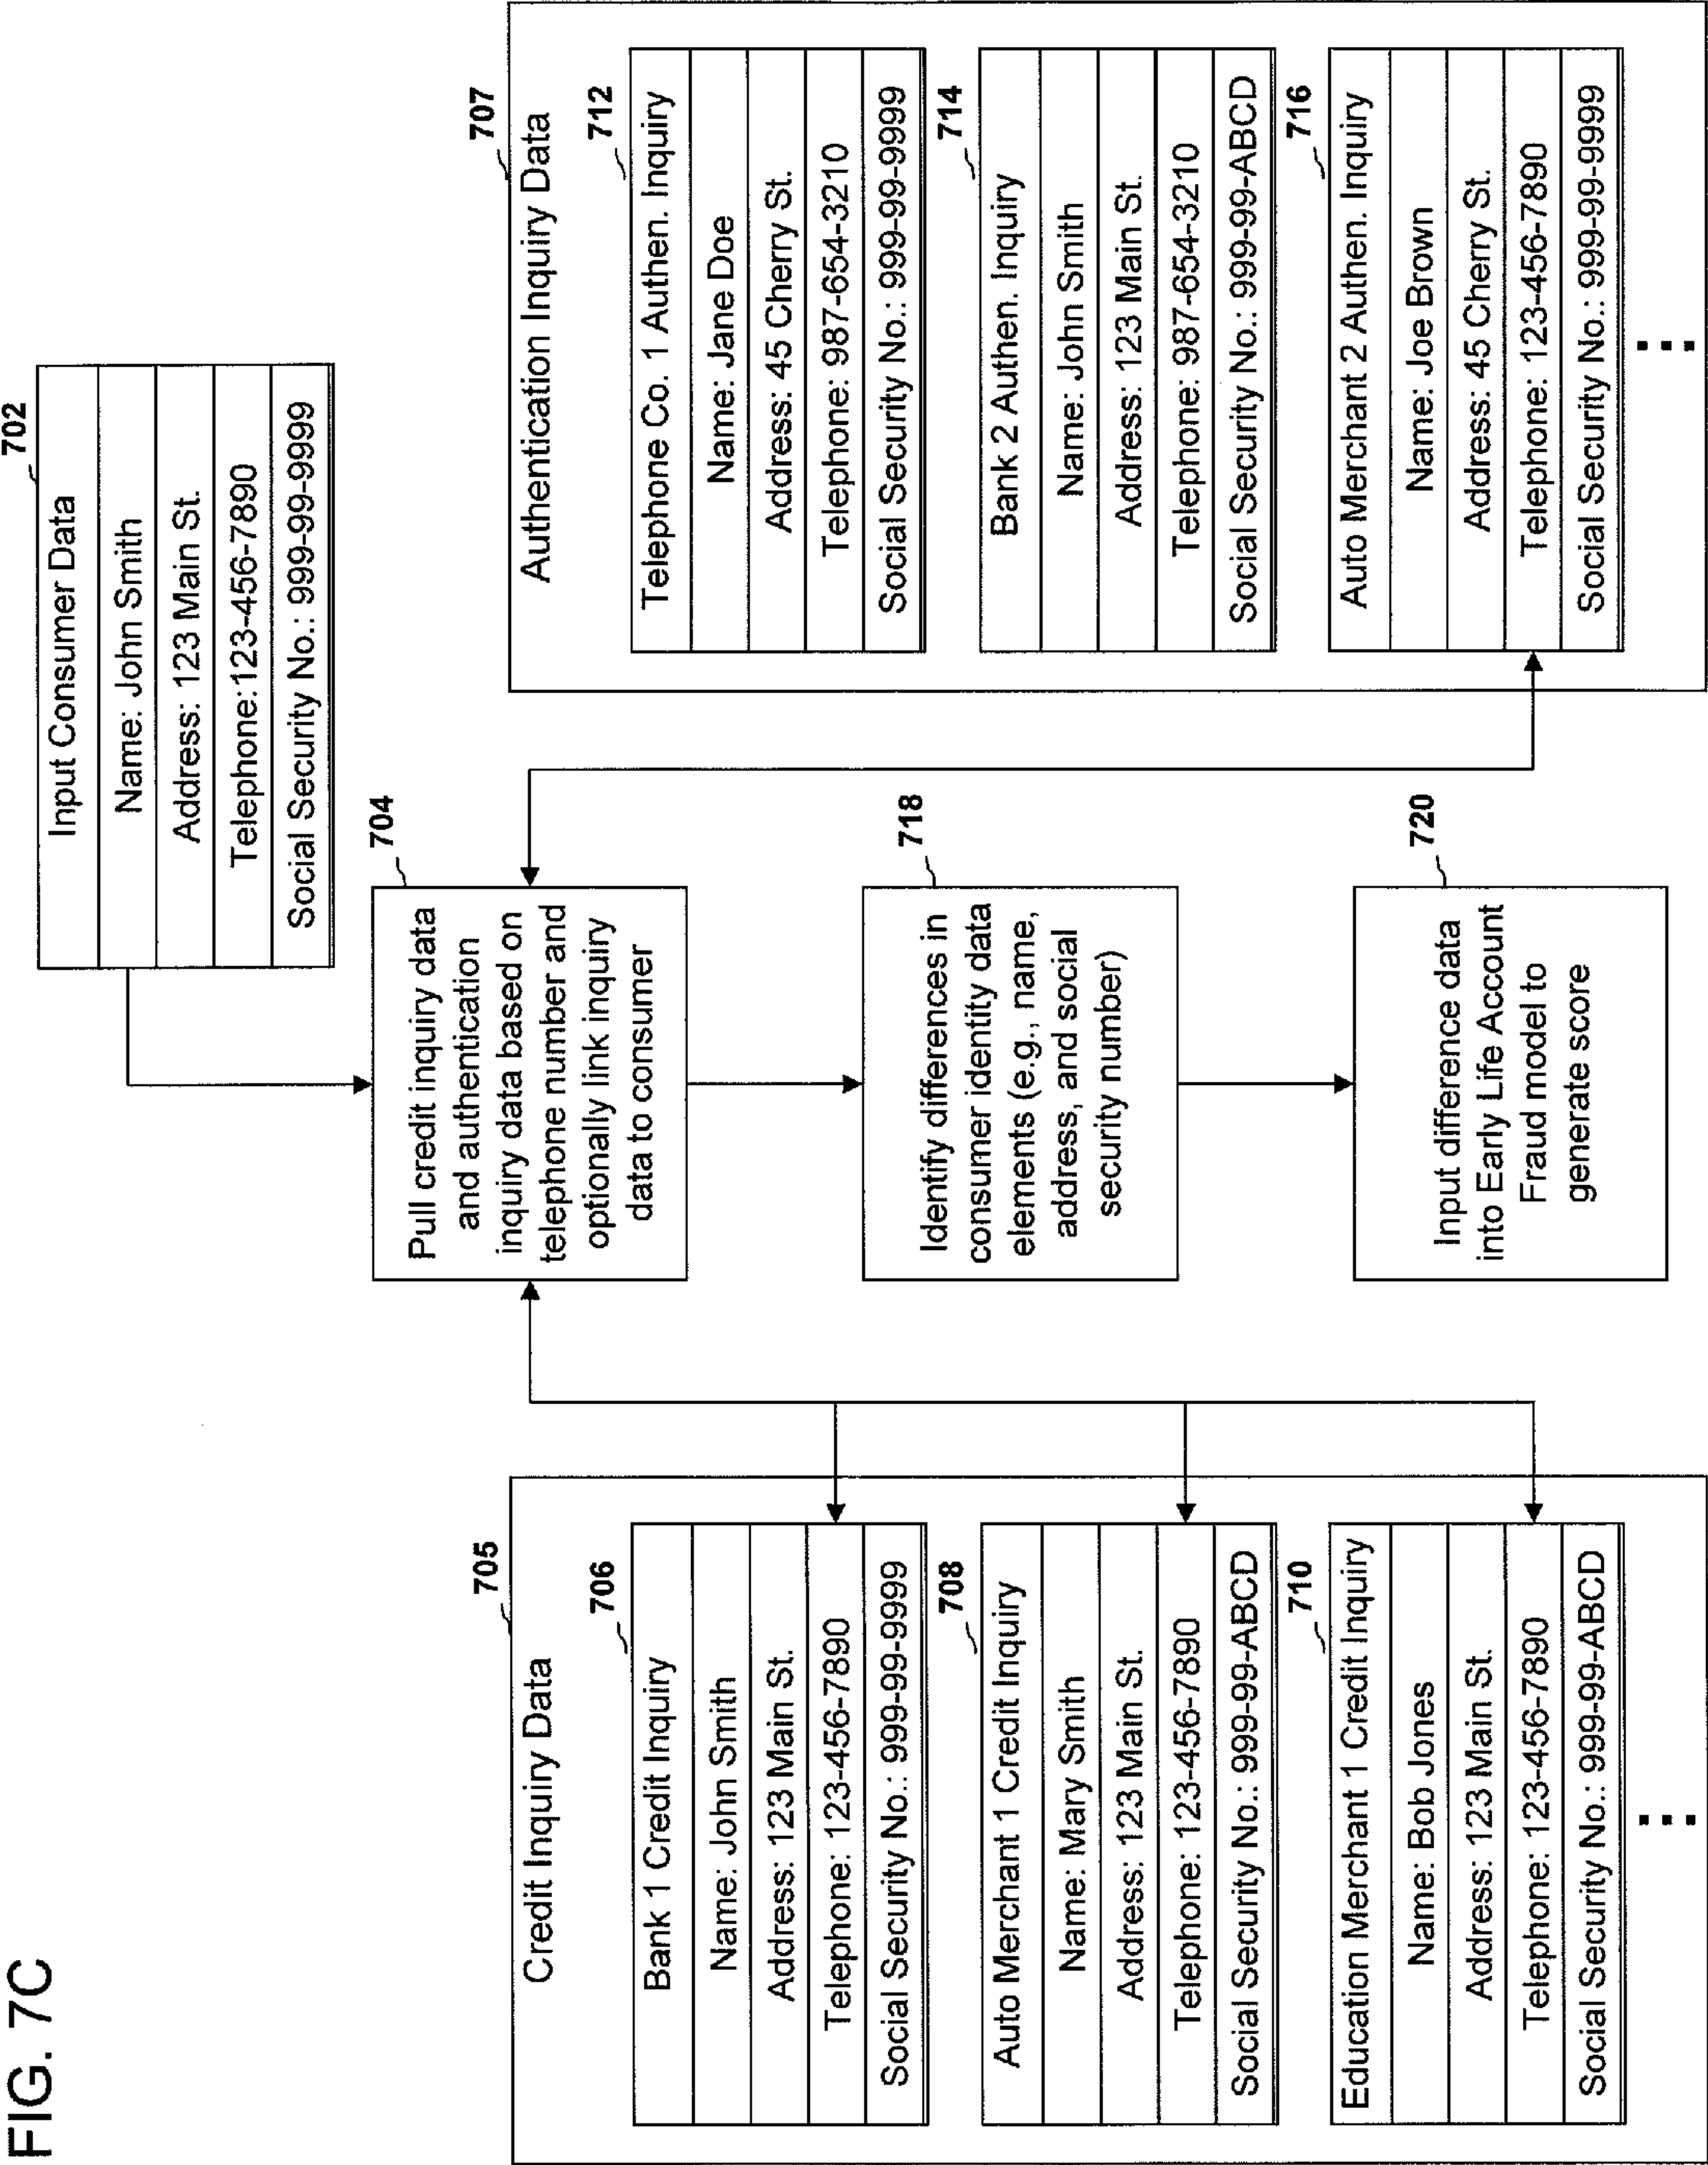 FIG. 7C
702
Input Consumer Data
Name: John Smith
Address: 123 Main St.
Telephone:123-456-7890
Social Security No.: 999-99-9999
704
Pull credit inquiry data
and authentication
inquiry data based on
telephone number and
optionally link inquiry
data to consumer
718
Identify differences in
consumer identity data
elements (e.g., name,
address, and social
security number)
720
Input difference data
into Early Life Account
Fraud model to
generate score
705
Credit Inquiry Data
706
Bank 1 Credit Inquiry
Name: John Smith
Address: 123 Main St.
Telephone: 123-456-7890
Social Security No.: 999-99-9999
708
Auto Merchant 1 Credit Inquiry
Name: Mary Smith
Address: 123 Main St.
Telephone: 123-456-7890
Social Security No.: 999-99-ABCD
710
Education Merchant 1 Credit Inquiry
Name: Bob Jones
Address: 123 Main St.
Telephone: 123-456-7890
Social Security No.: 999-99-ABCD
707
Authentication Inquiry Data
712
Telephone Co. 1 Authen. Inquiry
Name: Jane Doe
Address: 45 Cherry St.
Telephone: 987-654-3210
Social Security No.: 999-99-9999
714
Bank 2 Authen. Inquiry
Name: John Smith
Address: 123 Main St.
Telephone: 987-654-3210
Social Security No.: 999-99-ABCD
716
Auto Merchant 2 Authen. Inquiry
Name: Joe Brown
Address: 45 Cherry St.
Telephone: 123-456-7890
Social Security No.: 999-99-9999